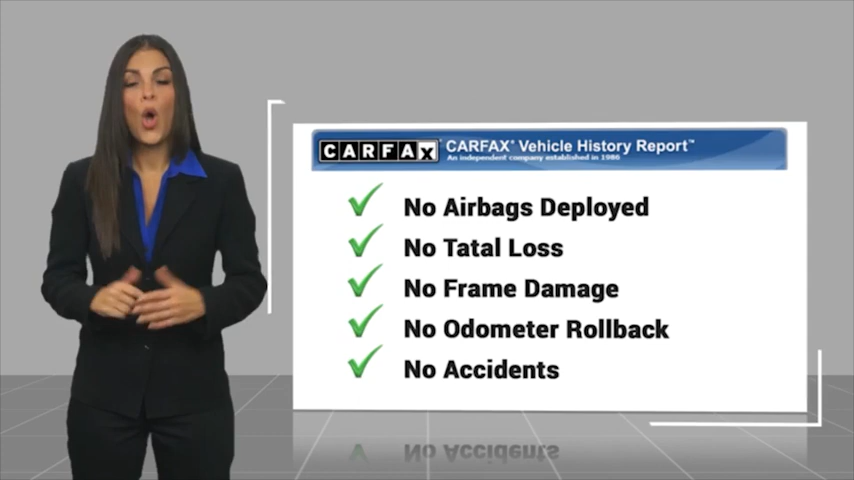 CARFAX CARFAX® Vehicle History Report™
An independent company established in 1986
No Airbags Deployed
No Tatal Loss
No Frame Damage
No Odometer Rollback
No Accidents
No Accidents